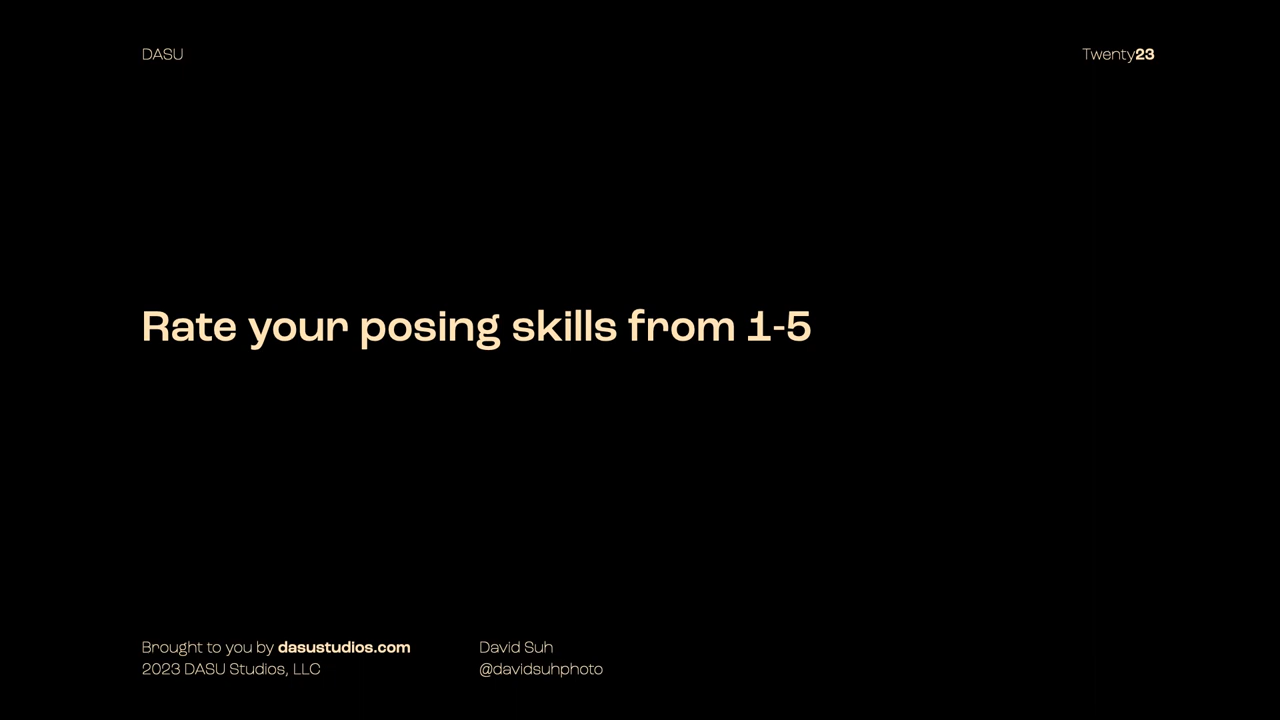 DASU
Twenty23
Rate your posing skills from 1-5
Brought to you by dasustudios.com
2023 DASU Studios, LLC
David Suh
@davidsuhphoto